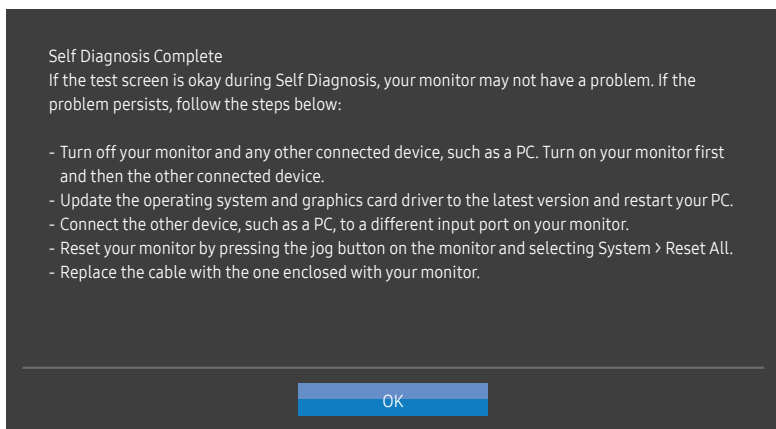 Self Diagnosis Complete
If the test screen is okay during Self Diagnosis, your monitor may not have a problem. If the
problem persists, follow the steps below:
- Turn off your monitor and any other connected device, such as a PC. Turn on your monitor first
and then the other connected device.
- Update the operating system and graphics card driver to the latest version and restart your PC.
- Connect the other device, such as a PC, to a different input port on your monitor.
- Reset your monitor by pressing the jog button on the monitor and selecting System > Reset All.
- Replace the cable with the one enclosed with your monitor.
OK